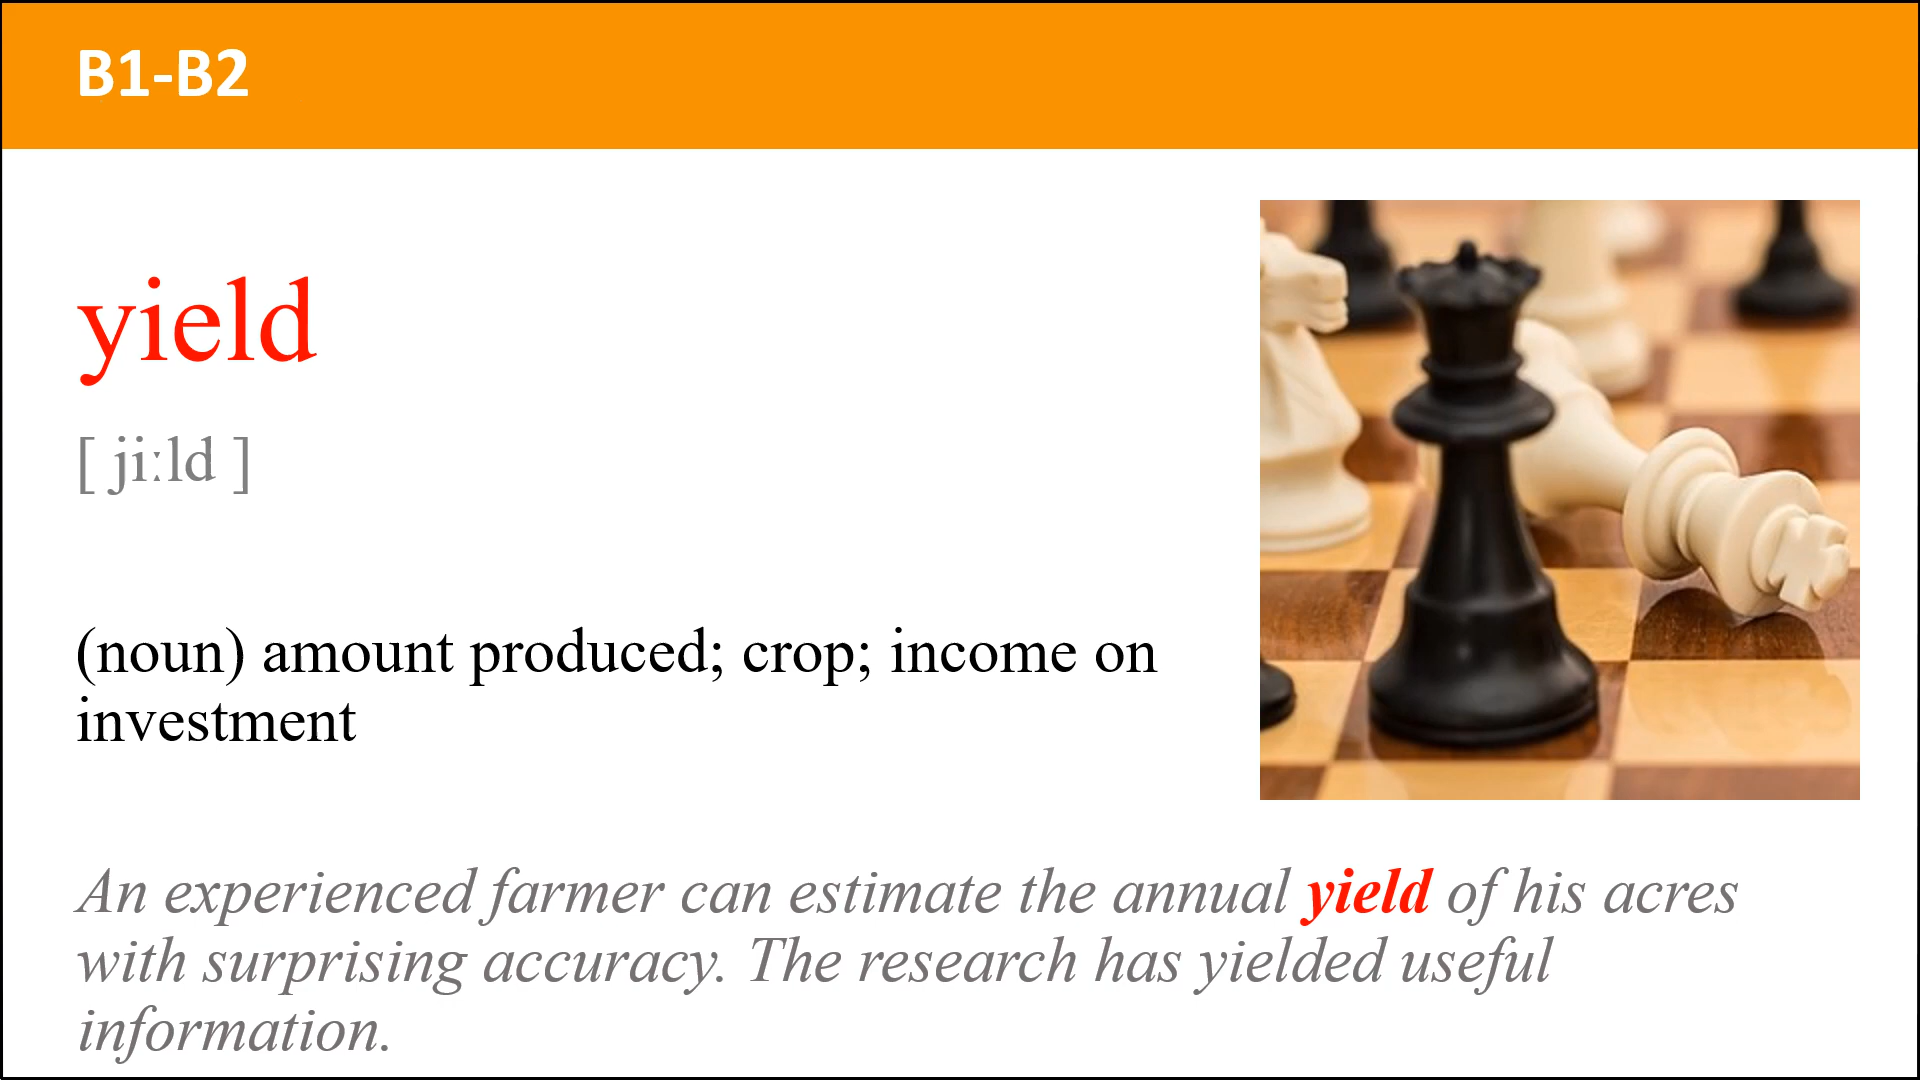 B1-B2
yield
[ ji:ld ]
(noun) amount produced; crop; income on
investment
An experienced farmer can estimate the annual yield of his acres
with surprising accuracy. The research has yielded useful
information.